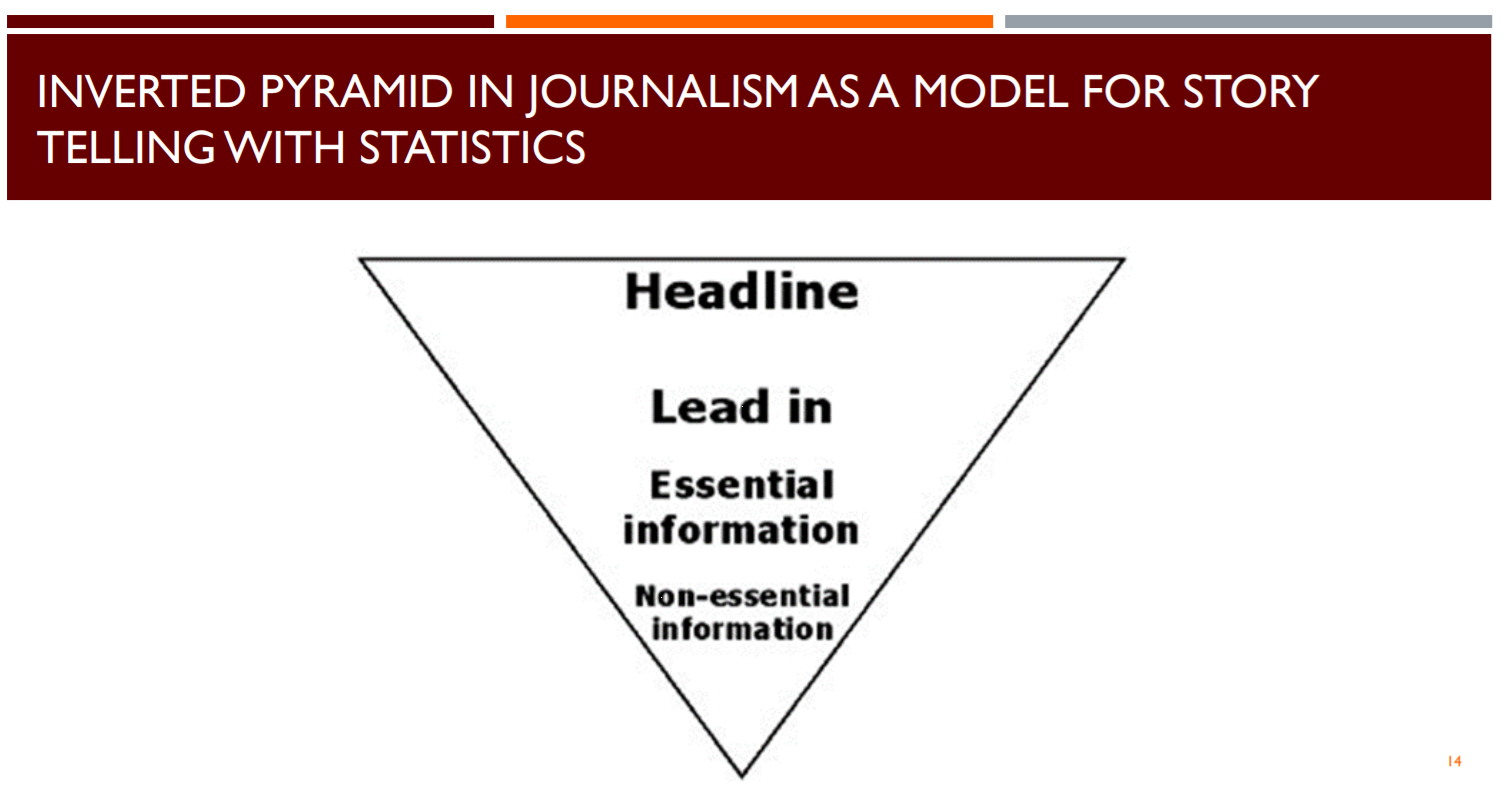 INVERTED PYRAMID IN JOURNALISM AS A MODEL FOR STORY
TELLING WITH STATISTICS
Headline
Lead in
Essential
information
Non-essential
information
14